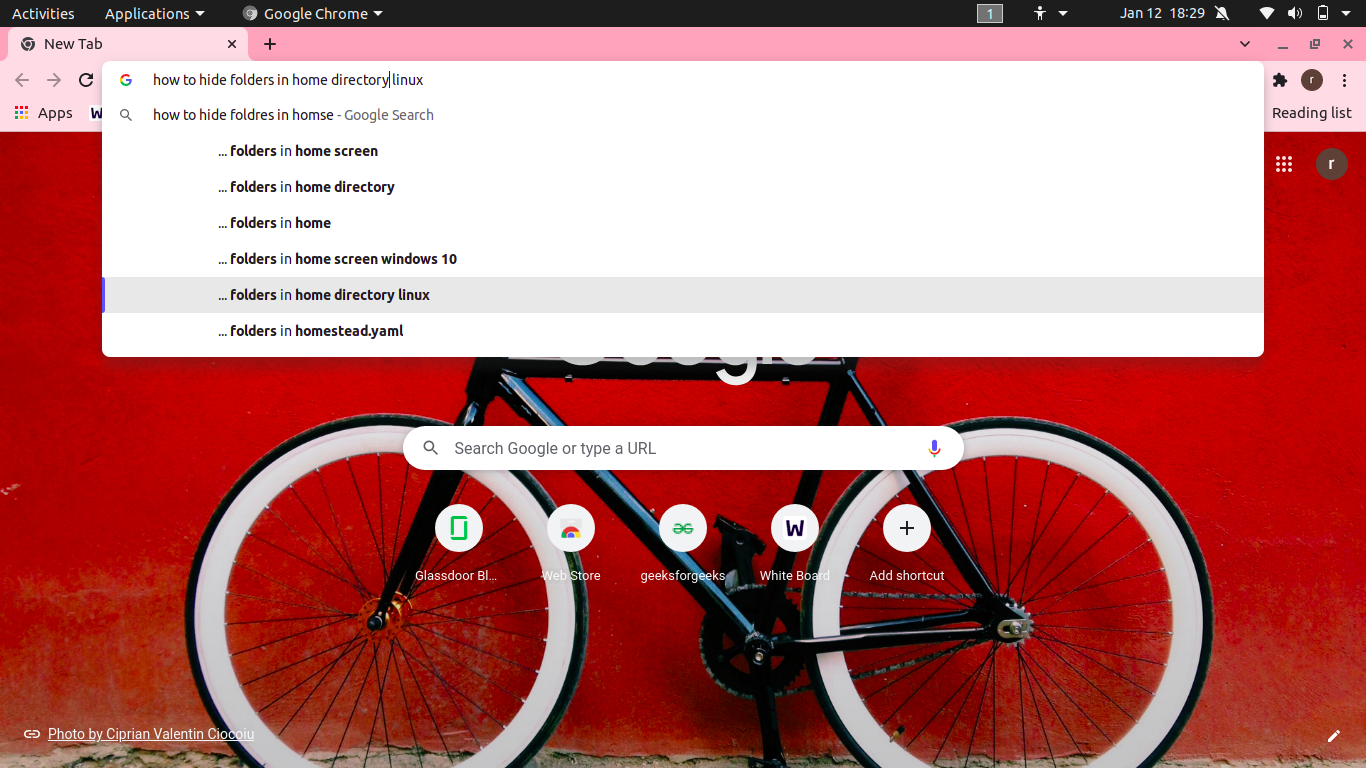 Activities Applications Google Chrome 1 Jan 12 18:29
New Tab
how to hide folders in home directory linux
Apps W Reading list
how to hide foldres in homse - Google Search
... folders in home screen
r
... folders in home directory
... folders in home
... folders in home screen windows 10
... folders in home directory linux
... folders in homestead.yaml
Search Google or type a URL
Glassdoor Bl... Web Store geeksforgeeks White Board Add shortcut
Photo by Ciprian Valentin Ciocoiu